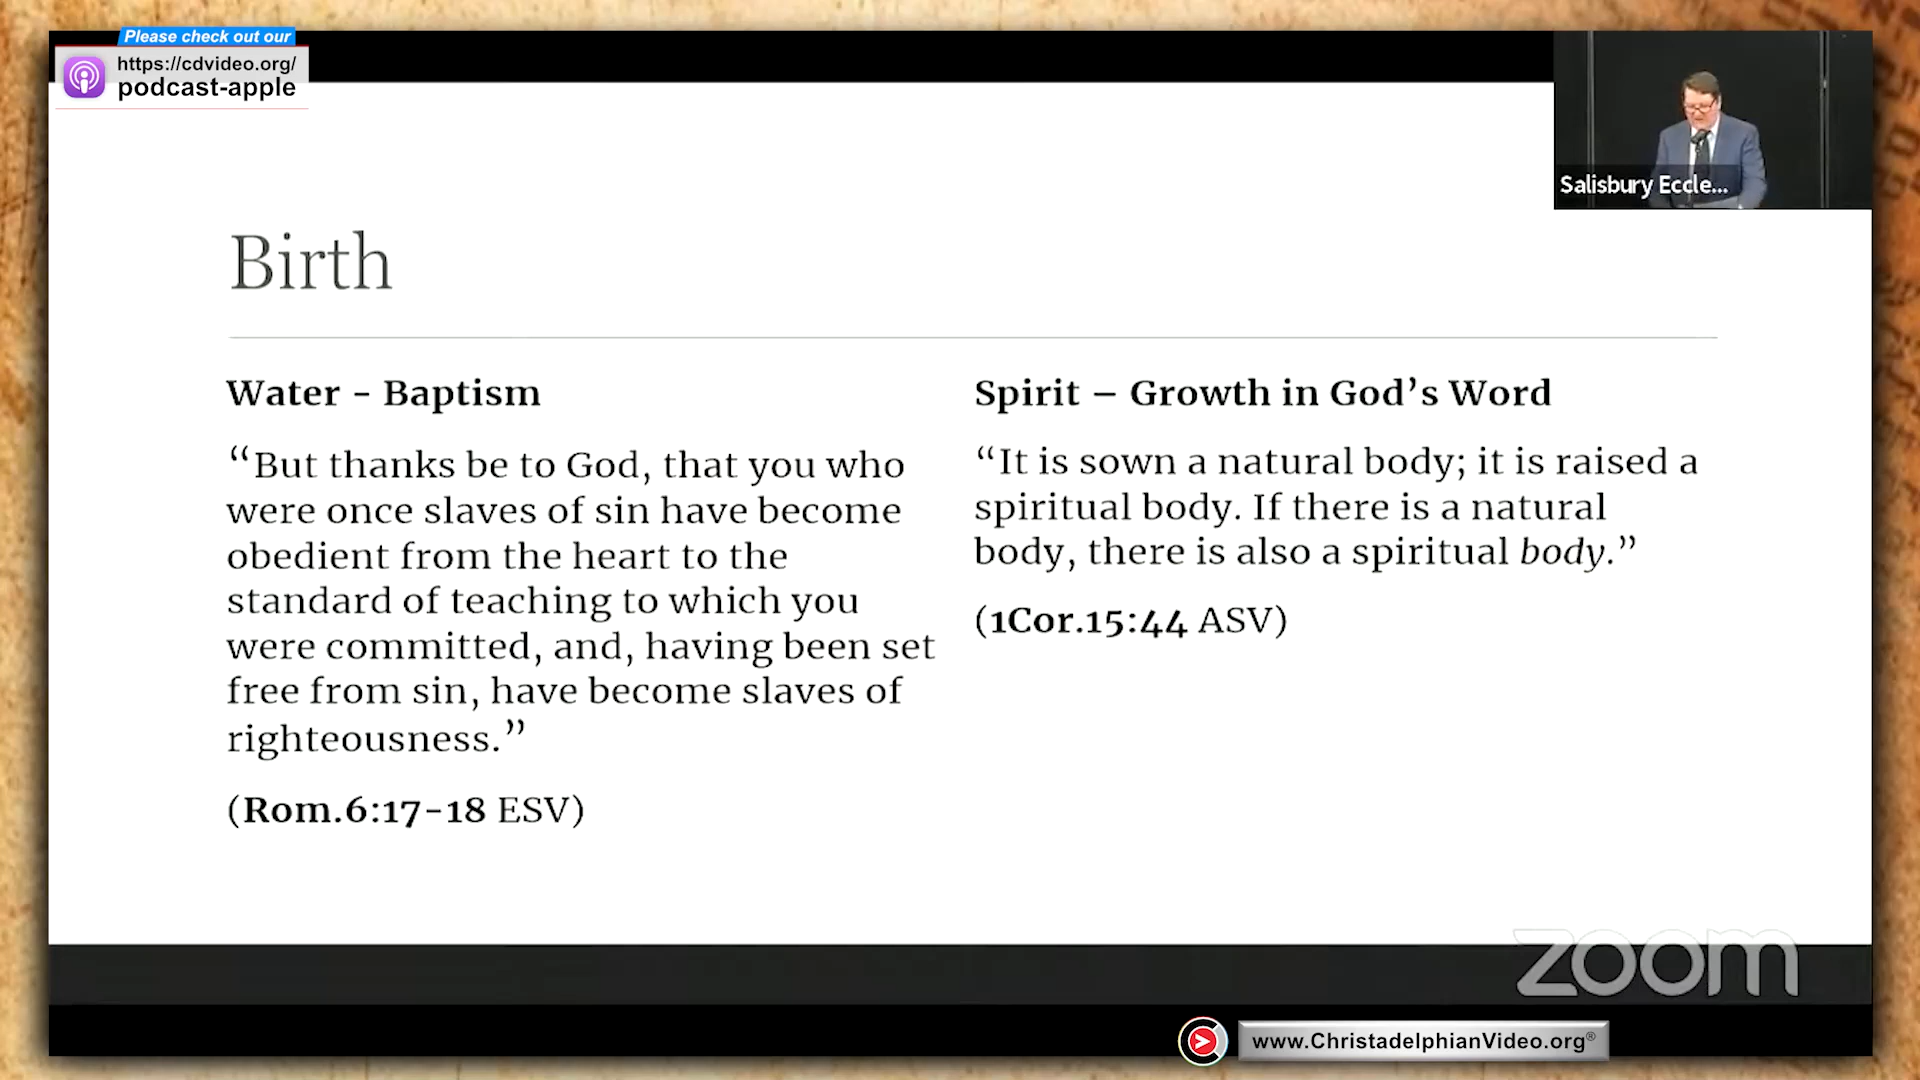 Please check out our
https://cdvideo.org/
podcast-apple
Salisbury Eccle...
Birth
Water - Baptism
“But thanks be to God, that you who
were once slaves of sin have become
obedient from the heart to the
standard of teaching to which you
were committed, and, having been set
free from sin, have become slaves of
righteousness.”
(Rom.6:17-18 ESV)
Spirit – Growth in God’s Word
“It is sown a natural body; it is raised a
spiritual body. If there is a natural
body, there is also a spiritual body.”
(1Cor.15:44 ASV)
zoom
www.ChristadelphianVideo.org®